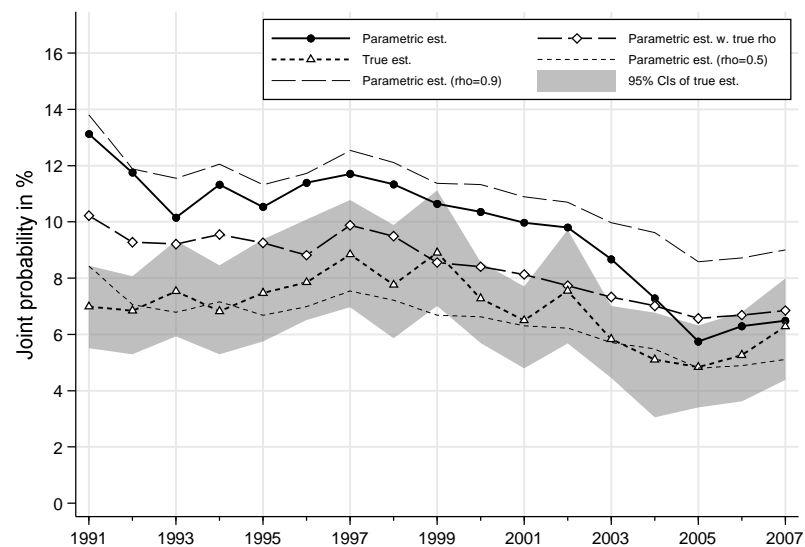 Parametric est.
Parametric est. w. true rho
True est.
Parametric est. (rho=0.5)
Parametric est. (rho=0.9)
95% CIs of true est.
Joint probability in %
16
14
12
10
8
6
4
2
0
1991 1993 1995 1997 1999 2001 2003 2005 2007